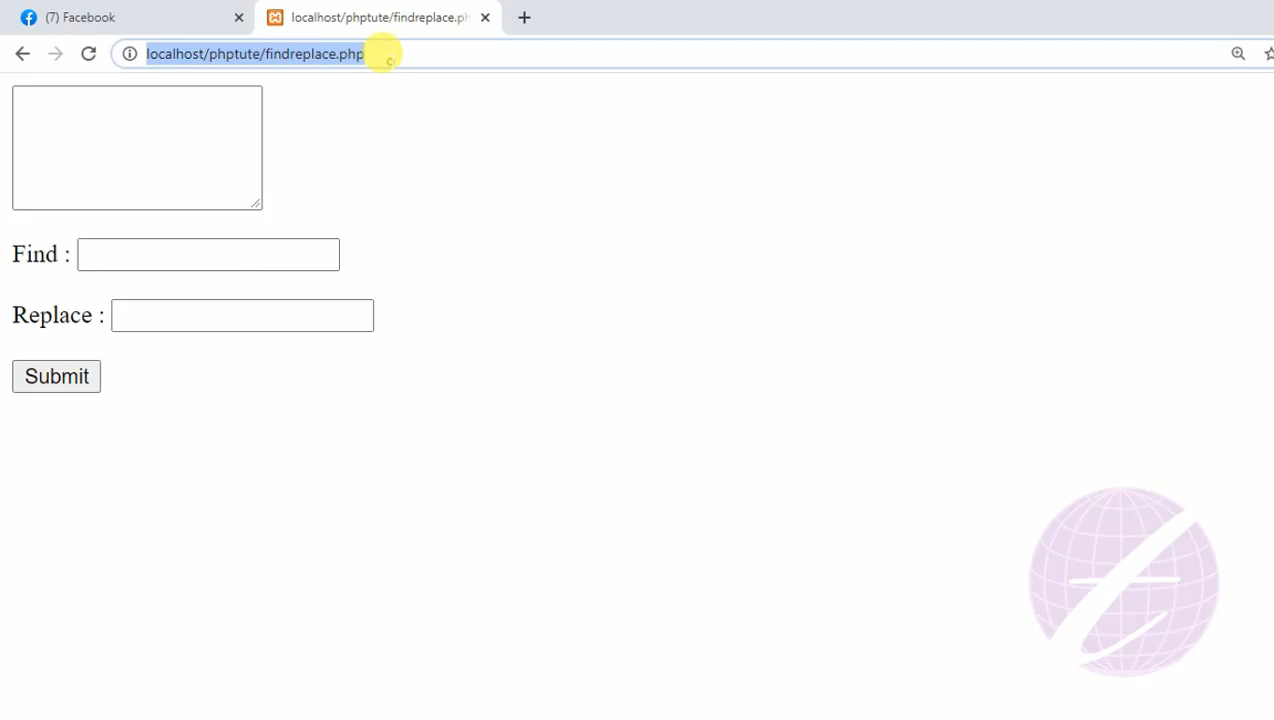 (7) Facebook
localhost/phptute/findreplace.ph
localhost/phptute/findreplace.php
Find :
Replace :
Submit